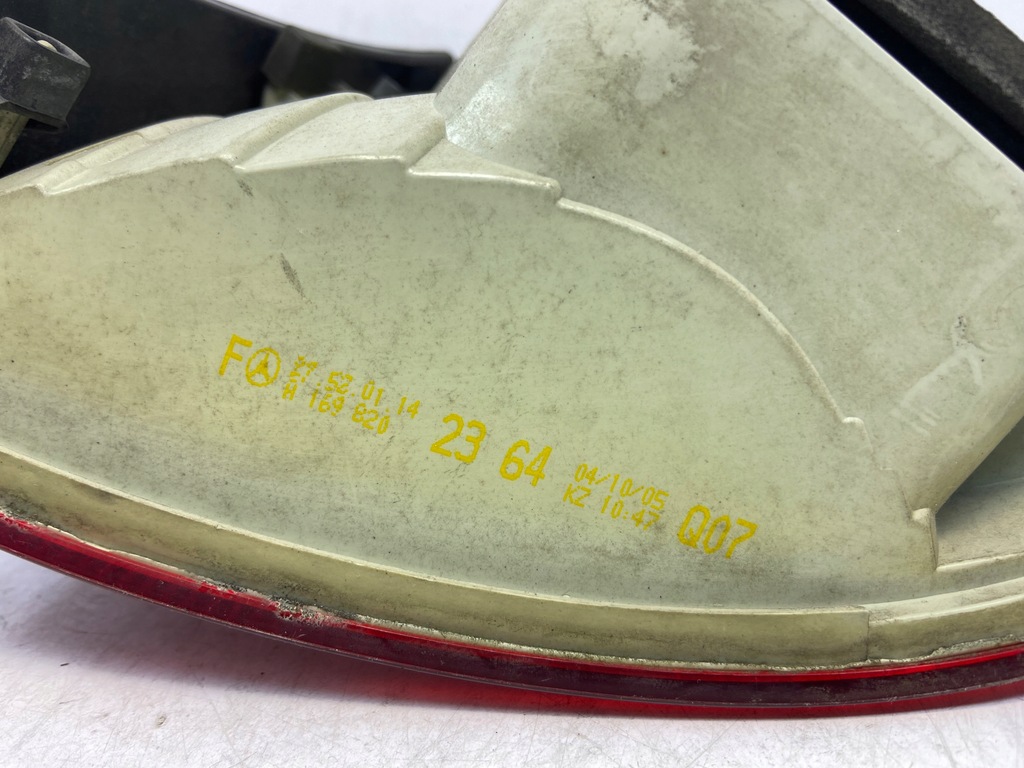 F
27.52 01 14
A 169 820
23 64
04/10/05
KZ 10:47
Q07